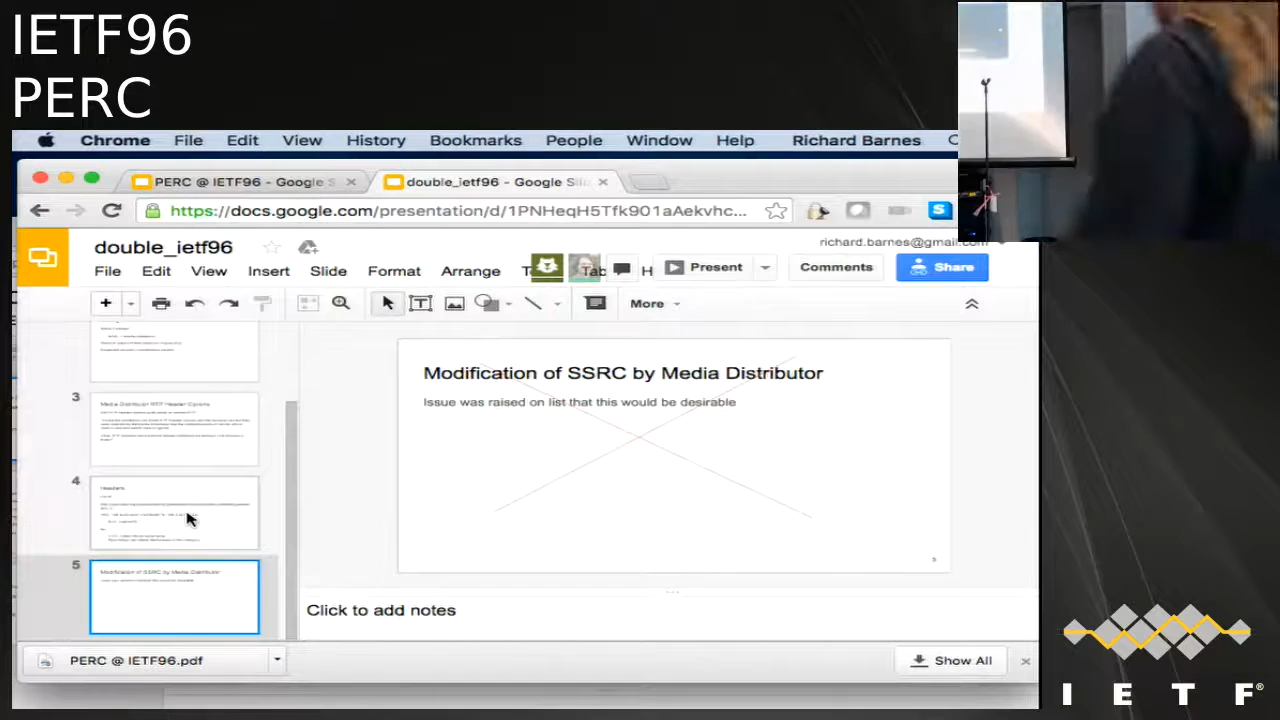 IETF96
PERC
Chrome File Edit View History Bookmarks People Window Help Richard Barnes
PERC @ IETF96 - Google S
double_ietf96 - Google Sli
https://docs.google.com/presentation/d/1PNHeqH5Tfk901aAekvhc...
double_ietf96
richard.barnes@gmail.com
File Edit View Insert Slide Format Arrange T Tab H
Present
Comments
Share
More
3
Media Distributor RTP Header Options
4
Headers
5
Modification of SSRC by Media Distributor
Modification of SSRC by Media Distributor
Issue was raised on list that this would be desirable
5
Click to add notes
PERC @ IETF96.pdf
Show All
I E T F®